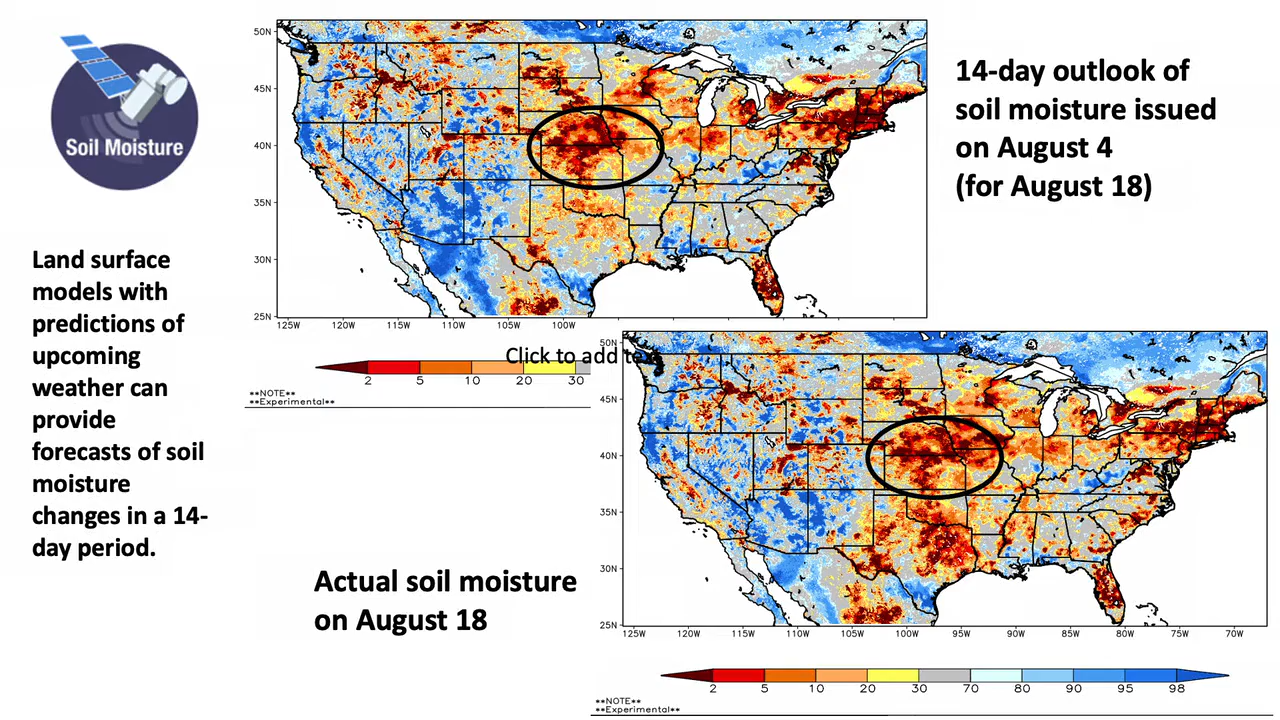 Soil Moisture
Land surface
models with
predictions of
upcoming
weather can
provide
forecasts of soil
moisture
changes in a 14-
day period.
50N
45N
40N
35N
30N
25N
125W 120W 115W 110W 105W 100W
Click to add te
2 5 10 20 30
**NOTE**
**Experimental**
14-day outlook of
soil moisture issued
on August 4
(for August 18)
Actual soil moisture
on August 18
50N
45N
40N
35N
30N
25N
125W 120W 115W 110W 105W 100W 95W 90W 85W 80W 75W 70W
2 5 10 20 30 70 80 90 95 98
**NOTE**
**Experimental**